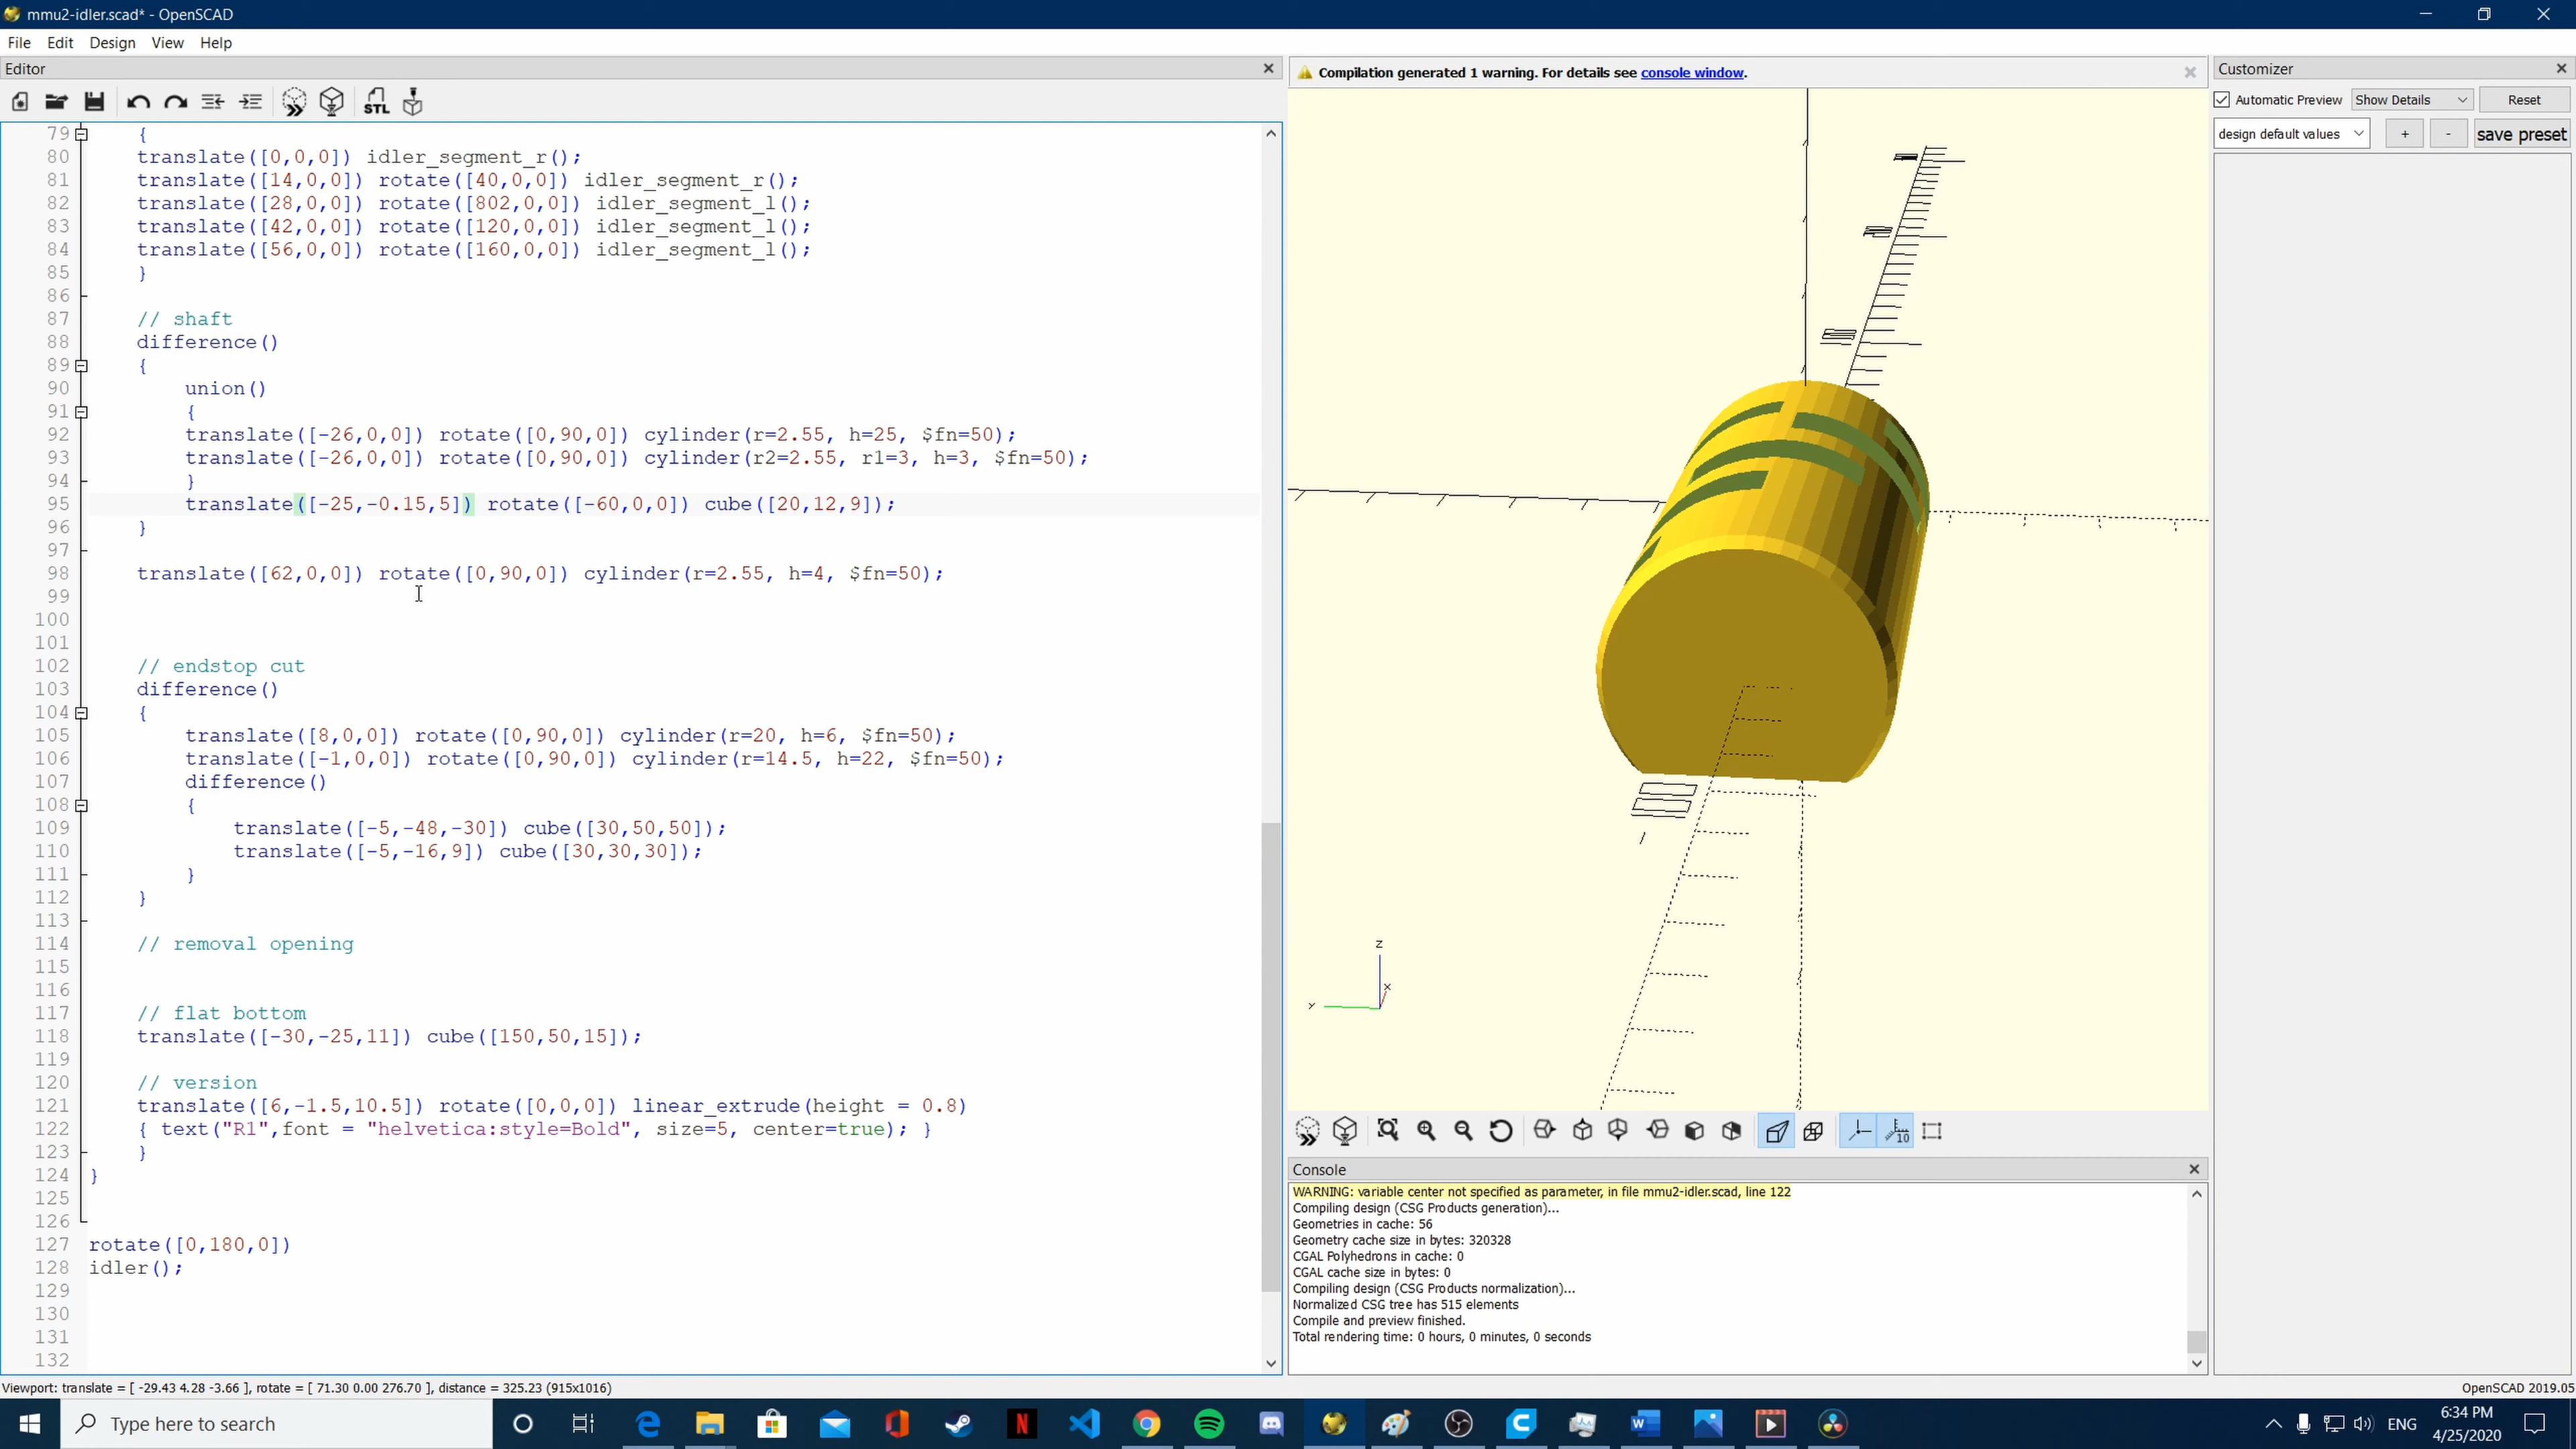 mmu2-idler.scad* - OpenSCAD
File Edit Design View Help
Editor
STL
79 {
80 translate([0,0,0]) idler_segment_r();
81 translate([14,0,0]) rotate([40,0,0]) idler_segment_r();
82 translate([28,0,0]) rotate([802,0,0]) idler_segment_l();
83 translate([42,0,0]) rotate([120,0,0]) idler_segment_l();
84 translate([56,0,0]) rotate([160,0,0]) idler_segment_l();
85 }
86
87 // shaft
88 difference()
89 {
90 union()
91 {
92 translate([-26,0,0]) rotate([0,90,0]) cylinder(r=2.55, h=25, $fn=50);
93 translate([-26,0,0]) rotate([0,90,0]) cylinder(r2=2.55, r1=3, h=3, $fn=50);
94 }
95 translate([-25,-0.15,5]) rotate([-60,0,0]) cube([20,12,9]);
96 }
97
98 translate([62,0,0]) rotate([0,90,0]) cylinder(r=2.55, h=4, $fn=50);
99
100
101
102 // endstop cut
103 difference()
104 {
105 translate([8,0,0]) rotate([0,90,0]) cylinder(r=20, h=6, $fn=50);
106 translate([-1,0,0]) rotate([0,90,0]) cylinder(r=14.5, h=22, $fn=50);
107 difference()
108 {
109 translate([-5,-48,-30]) cube([30,50,50]);
110 translate([-5,-16,9]) cube([30,30,30]);
111 }
112 }
113
114 // removal opening
115
116
117 // flat bottom
118 translate([-30,-25,11]) cube([150,50,15]);
119
120 // version
121 translate([6,-1.5,10.5]) rotate([0,0,0]) linear_extrude(height = 0.8)
122 { text("R1",font = "helvetica:style=Bold", size=5, center=true); }
123 }
124 }
125
126
127 rotate([0,180,0])
128 idler();
129
130
131
132
Compilation generated 1 warning. For details see console window.
z
x
y
10
Console
WARNING: variable center not specified as parameter, in file mmu2-idler.scad, line 122
Compiling design (CSG Products generation)...
Geometries in cache: 56
Geometry cache size in bytes: 320328
CGAL Polyhedrons in cache: 0
CGAL cache size in bytes: 0
Compiling design (CSG Products normalization)...
Normalized CSG tree has 515 elements
Compile and preview finished.
Total rendering time: 0 hours, 0 minutes, 0 seconds
Customizer
Automatic Preview Show Details Reset
design default values + - save preset
Viewport: translate = [ -29.43 4.28 -3.66 ], rotate = [ 71.30 0.00 276.70 ], distance = 325.23 (915x1016)
OpenSCAD 2019.05
Type here to search
ENG
6:34 PM
4/25/2020